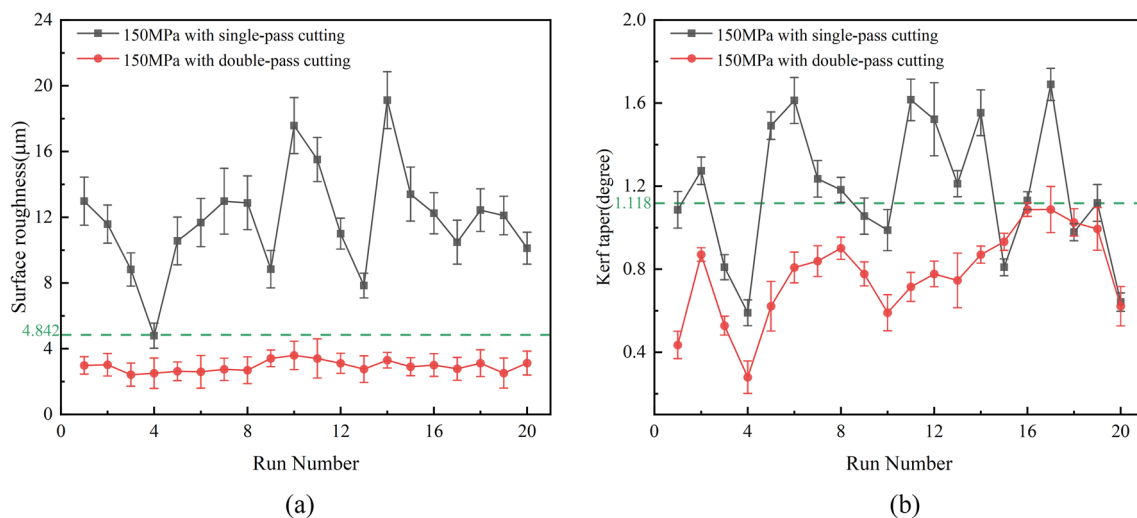 24
20
16
12
8
4
0
4.842
Surface roughness(μm)
150MPa with single-pass cutting
150MPa with double-pass cutting
0 4 8 12 16 20
Run Number
(a)
2.0
1.6
1.2
0.8
0.4
1.118
Kerf taper(degree)
150MPa with single-pass cutting
150MPa with double-pass cutting
0 4 8 12 16 20
Run Number
(b)